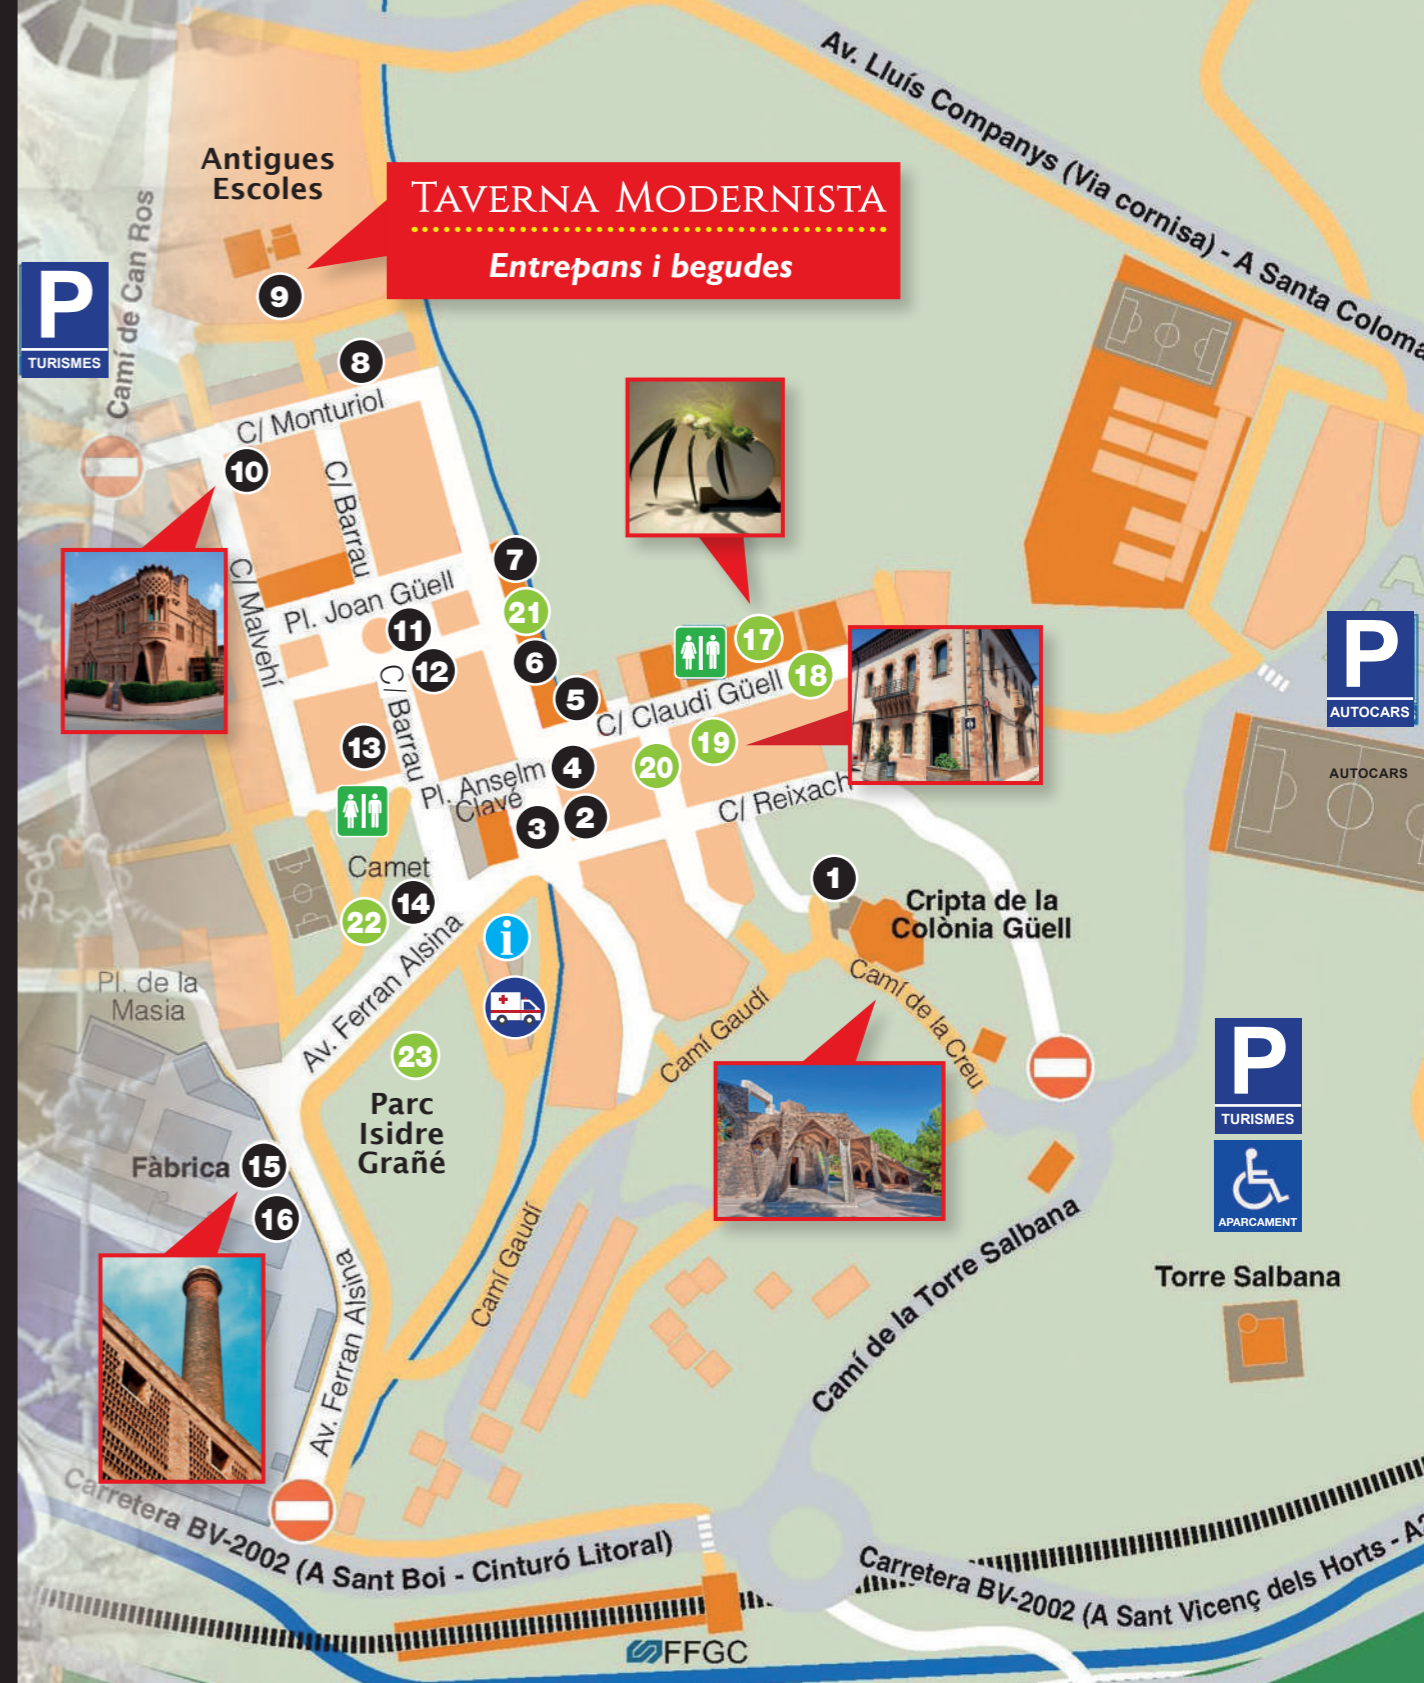 Av. Lluís Companys (Via cornisa) - A Santa Coloma
Antigues
Escoles
TAVERNA MODERNISTA
Entrepans i begudes
Camí de Can Ros
P
TURISMES
9
8
C/ Monturiol
10
C/ Barrau
C/ Malvehí
Pl. Joan Güell
7
21
11
12
6
5
17
18
C/ Claudi Güell
19
20
C/ Barrau
13
Pl. Anselm
Clavé
4
3
2
C/ Reixach
P
AUTOCARS
AUTOCARS
1
Cripta de la
Colònia Güell
Camet
14
22
Av. Ferran Alsina
i
Pl. de la
Masia
Camí Gaudí
Camí de la Creu
23
Parc
Isidre
Grañé
P
TURISMES
APARCAMENT
Fàbrica
15
16
Camí Gaudí
Av. Ferran Alsina
Camí de la Torre Salbana
Torre Salbana
Carretera BV-2002 (A Sant Boi - Cinturó Litoral)
Carretera BV-2002 (A Sant Vicenç dels Horts - A2
FFGC